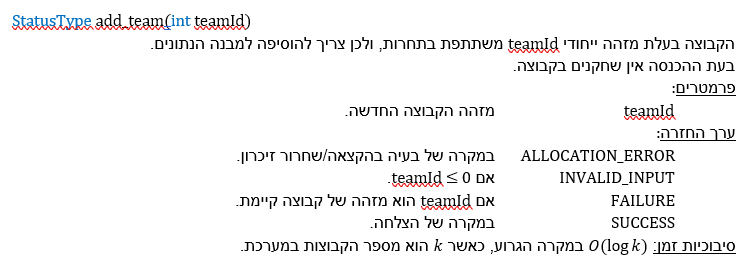 StatusType add_team(int teamId)
הקבוצה בעלת מזהה ייחודי teamId משתתפת בתחרות, ולכן צריך להוסיפה למבנה הנתונים.
בעת ההכנסה אין שחקנים בקבוצה.
פרמטרים:
teamId מזהה הקבוצה החדשה.
ערך החזרה:
ALLOCATION_ERROR במקרה של בעיה בהקצאה/שחרור זיכרון.
INVALID_INPUT אם teamId ≤ 0.
FAILURE אם teamId הוא מזהה של קבוצה קיימת.
SUCCESS במקרה של הצלחה.
סיבוכיות זמן: O(log k) במקרה הגרוע, כאשר k הוא מספר הקבוצות במערכת.